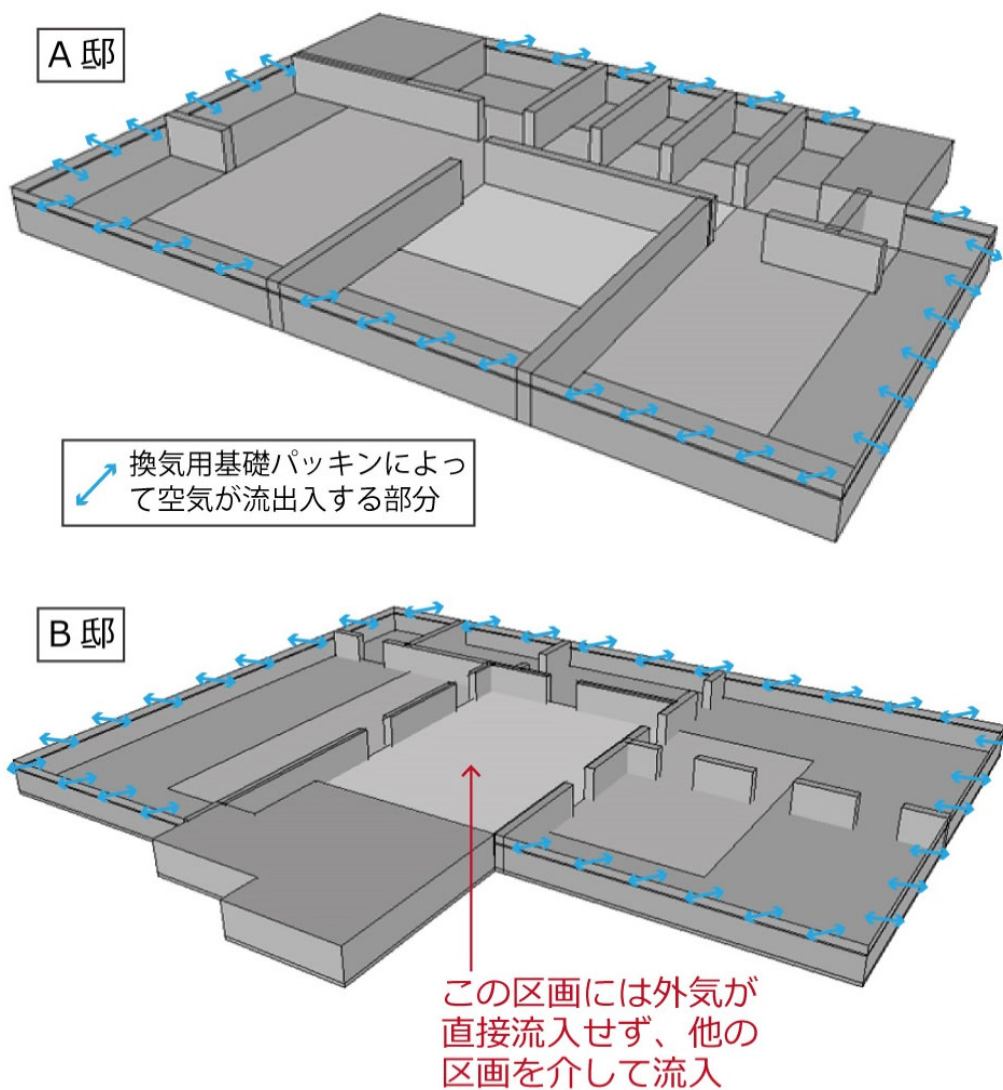 A 邸
換気用基礎パッキンによっ
て空気が流出入する部分
B 邸
この区画には外気が
直接流入せず、他の
区画を介して流入